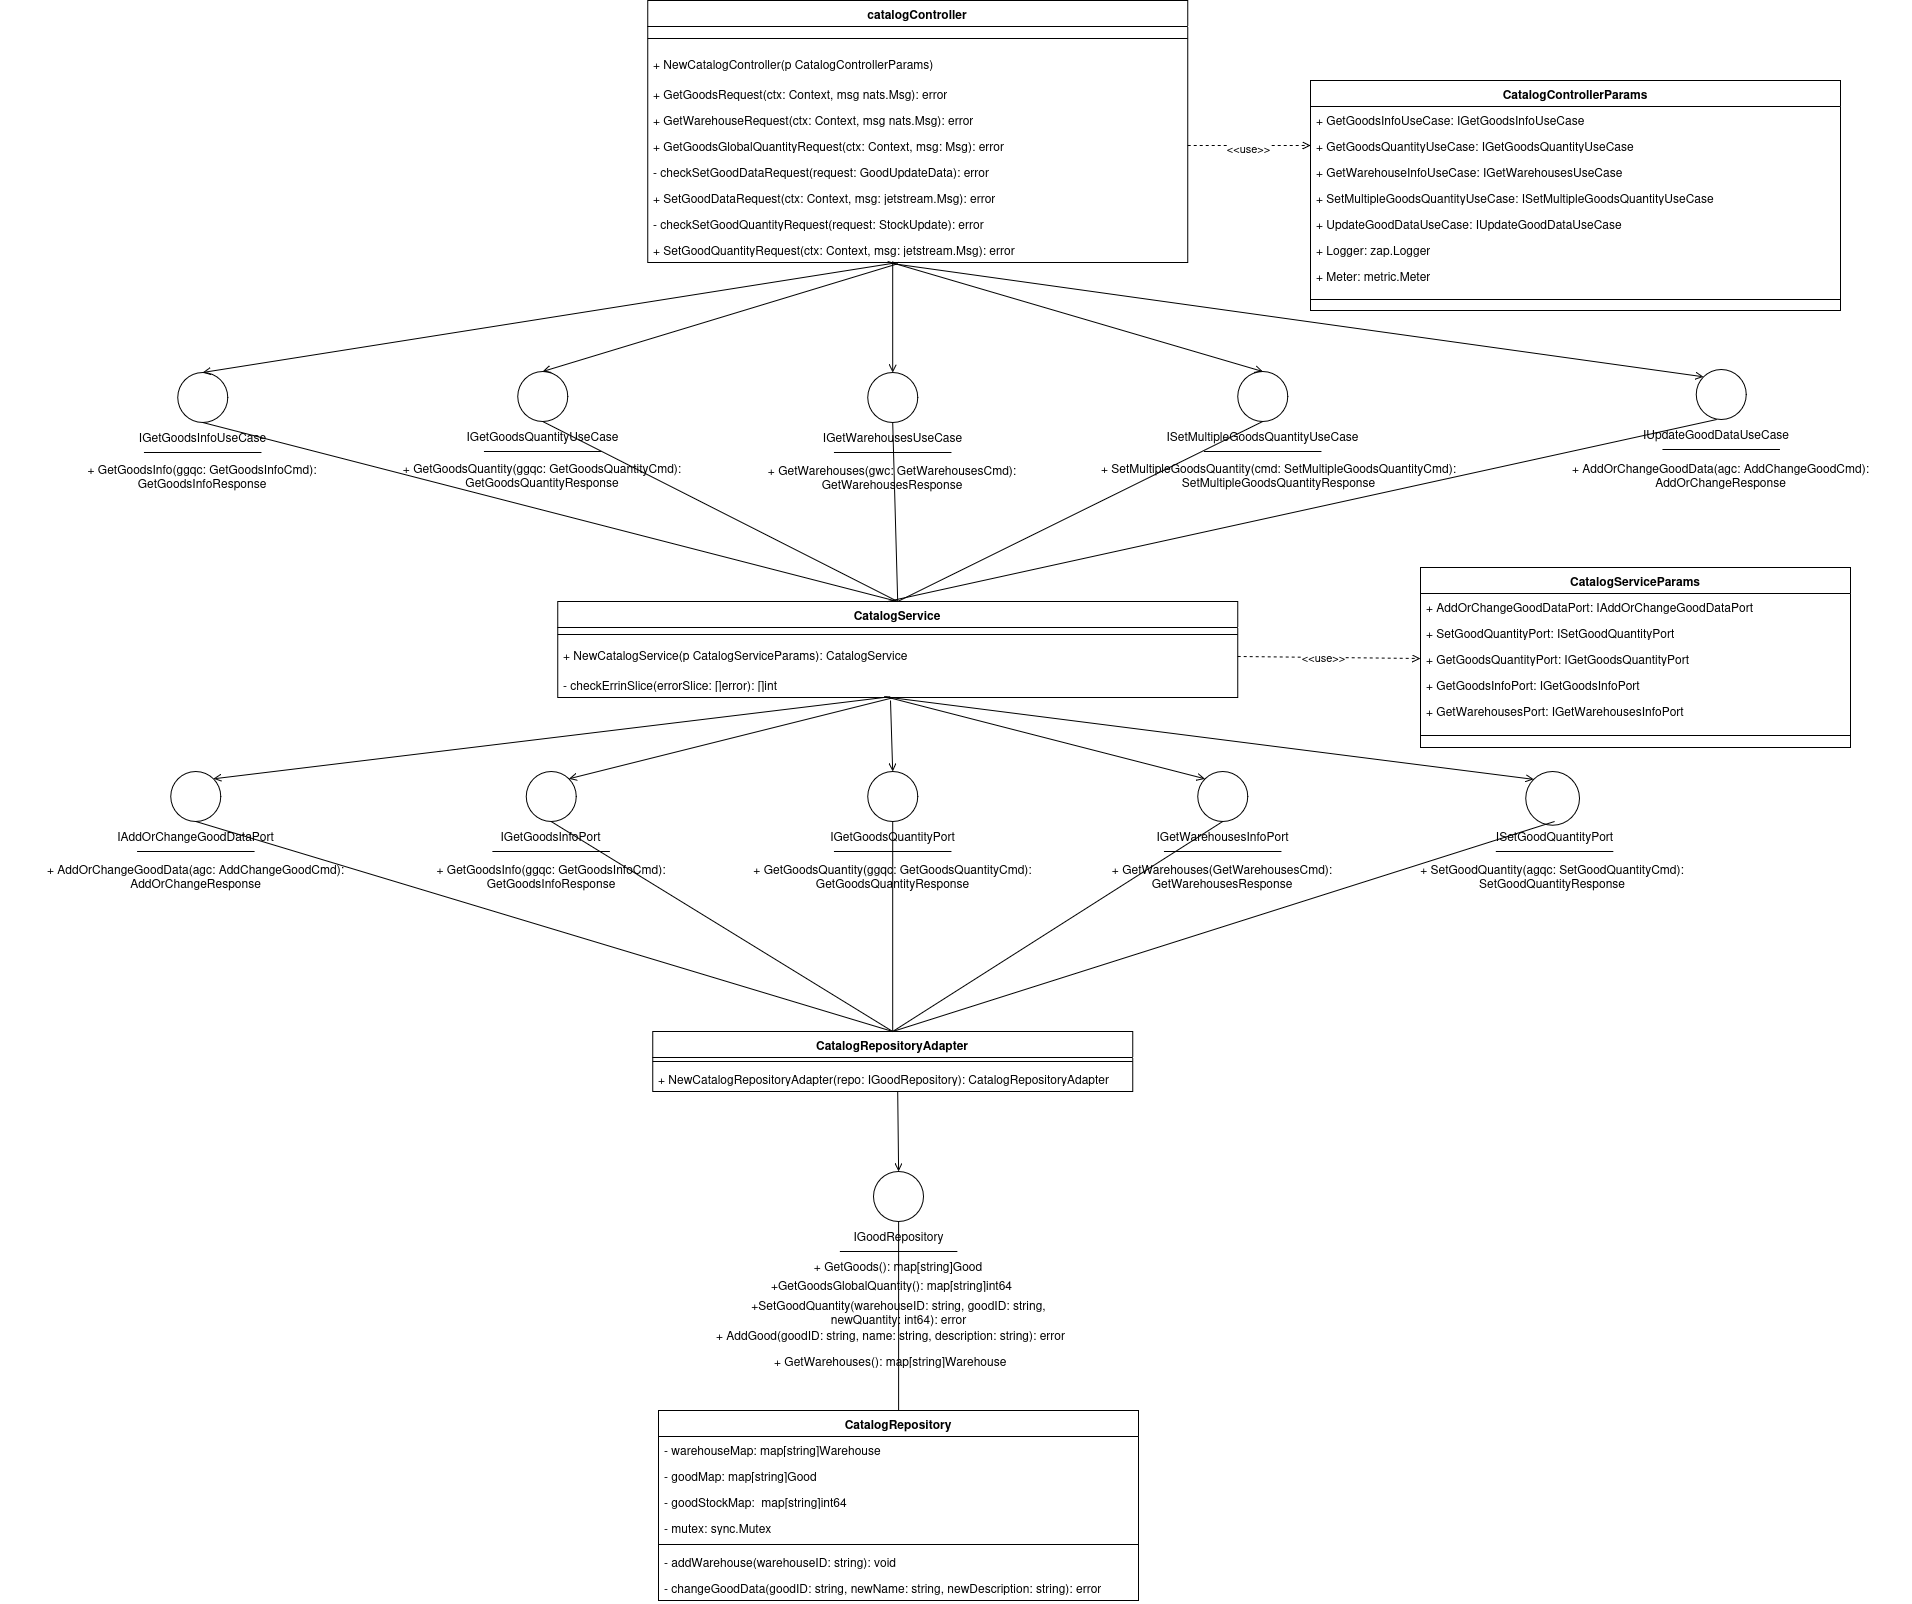 catalogController
+ NewCatalogController(p CatalogControllerParams)
+ GetGoodsRequest(ctx: Context, msg nats.Msg): error
+ GetWarehouseRequest(ctx: Context, msg nats.Msg): error
+ GetGoodsGlobalQuantityRequest(ctx: Context, msg: Msg): error
- checkSetGoodDataRequest(request: GoodUpdateData): error
+ SetGoodDataRequest(ctx: Context, msg: jetstream.Msg): error
- checkSetGoodQuantityRequest(request: StockUpdate): error
+ SetGoodQuantityRequest(ctx: Context, msg: jetstream.Msg): error
<<use>>
CatalogControllerParams
+ GetGoodsInfoUseCase: IGetGoodsInfoUseCase
+ GetGoodsQuantityUseCase: IGetGoodsQuantityUseCase
+ GetWarehouseInfoUseCase: IGetWarehousesUseCase
+ SetMultipleGoodsQuantityUseCase: ISetMultipleGoodsQuantityUseCase
+ UpdateGoodDataUseCase: IUpdateGoodDataUseCase
+ Logger: zap.Logger
+ Meter: metric.Meter
IGetGoodsInfoUseCase
+ GetGoodsInfo(ggqc: GetGoodsInfoCmd):
GetGoodsInfoResponse
IGetGoodsQuantityUseCase
+ GetGoodsQuantity(ggqc: GetGoodsQuantityCmd):
GetGoodsQuantityResponse
IGetWarehousesUseCase
+ GetWarehouses(gwc: GetWarehousesCmd):
GetWarehousesResponse
ISetMultipleGoodsQuantityUseCase
+ SetMultipleGoodsQuantity(cmd: SetMultipleGoodsQuantityCmd):
SetMultipleGoodsQuantityResponse
IUpdateGoodDataUseCase
+ AddOrChangeGoodData(agc: AddChangeGoodCmd):
AddOrChangeResponse
CatalogService
+ NewCatalogService(p CatalogServiceParams): CatalogService
- checkErrinSlice(errorSlice: []error): []int
<<use>>
CatalogServiceParams
+ AddOrChangeGoodDataPort: IAddOrChangeGoodDataPort
+ SetGoodQuantityPort: ISetGoodQuantityPort
+ GetGoodsQuantityPort: IGetGoodsQuantityPort
+ GetGoodsInfoPort: IGetGoodsInfoPort
+ GetWarehousesPort: IGetWarehousesInfoPort
IAddOrChangeGoodDataPort
+ AddOrChangeGoodData(agc: AddChangeGoodCmd):
AddOrChangeResponse
IGetGoodsInfoPort
+ GetGoodsInfo(ggqc: GetGoodsInfoCmd):
GetGoodsInfoResponse
IGetGoodsQuantityPort
+ GetGoodsQuantity(ggqc: GetGoodsQuantityCmd):
GetGoodsQuantityResponse
IGetWarehousesInfoPort
+ GetWarehouses(GetWarehousesCmd):
GetWarehousesResponse
ISetGoodQuantityPort
+ SetGoodQuantity(agqc: SetGoodQuantityCmd):
SetGoodQuantityResponse
CatalogRepositoryAdapter
+ NewCatalogRepositoryAdapter(repo: IGoodRepository): CatalogRepositoryAdapter
IGoodRepository
+ GetGoods(): map[string]Good
+GetGoodsGlobalQuantity(): map[string]int64
+SetGoodQuantity(warehouseID: string, goodID: string,
newQuantity: int64): error
+ AddGood(goodID: string, name: string, description: string): error
+ GetWarehouses(): map[string]Warehouse
CatalogRepository
- warehouseMap: map[string]Warehouse
- goodMap: map[string]Good
- goodStockMap: map[string]int64
- mutex: sync.Mutex
- addWarehouse(warehouseID: string): void
- changeGoodData(goodID: string, newName: string, newDescription: string): error